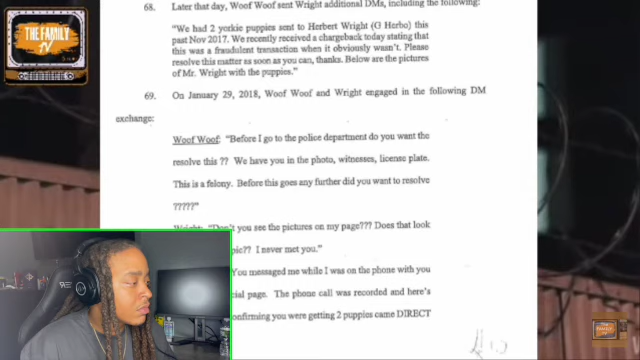 THE FAMILY
TV
68. Later that day, Woof Woof sent Wright additional DMs, including the following:
"We had 2 yorkie puppies sent to Herbert Wright (G Herbo) this
past Nov 2017. We recently received a chargeback today stating that
this was a fraudulent transaction when it obviously wasn't. Please
resolve this matter as soon as you can, thanks. Below are the pictures
of Mr. Wright with the puppies."
69. On January 29, 2018, Woof Woof and Wright engaged in the following DM
exchange:
Woof Woof: "Before I go to the police department do you want the
resolve this ?? We have you in the photo, witnesses, license plate.
This is a felony. Before this goes any further did you want to resolve
?????"
you see the pictures on my page??? Does that look
pic?? I never met you."
You messaged me while I was on the phone with you
page. The phone call was recorded and here's
confirming you were getting 2 puppies came DIRECT